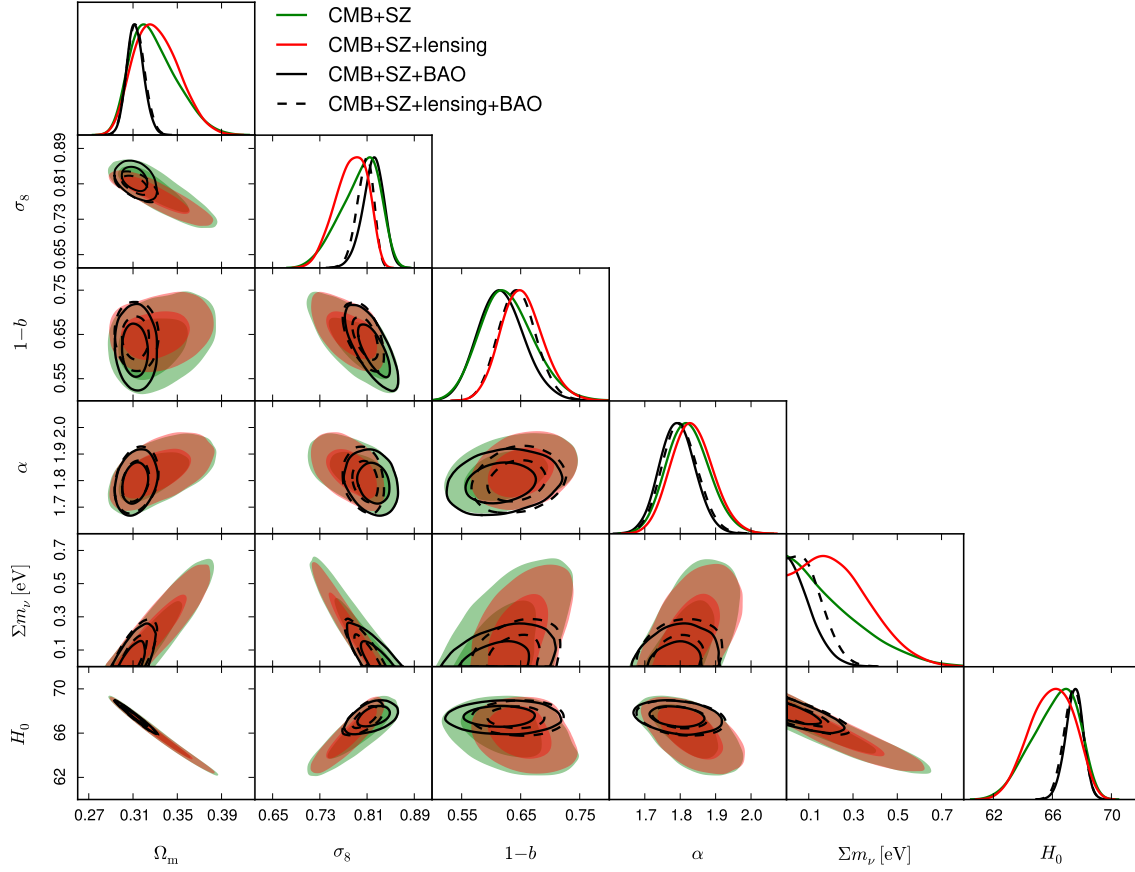 CMB+SZ
CMB+SZ+lensing
CMB+SZ+BAO
CMB+SZ+lensing+BAO
σ₈
0.89
0.81
0.73
0.65
1−b
0.75
0.65
0.55
α
2.0
1.9
1.8
1.7
Σmᵥ [eV]
0.7
0.5
0.3
0.1
H₀
70
66
62
0.27 0.31 0.35 0.39
0.65 0.73 0.81 0.89
0.55 0.65 0.75
1.7 1.8 1.9 2.0
0.1 0.3 0.5 0.7
62 66 70
Ωₘ σ₈ 1−b α Σmᵥ [eV] H₀